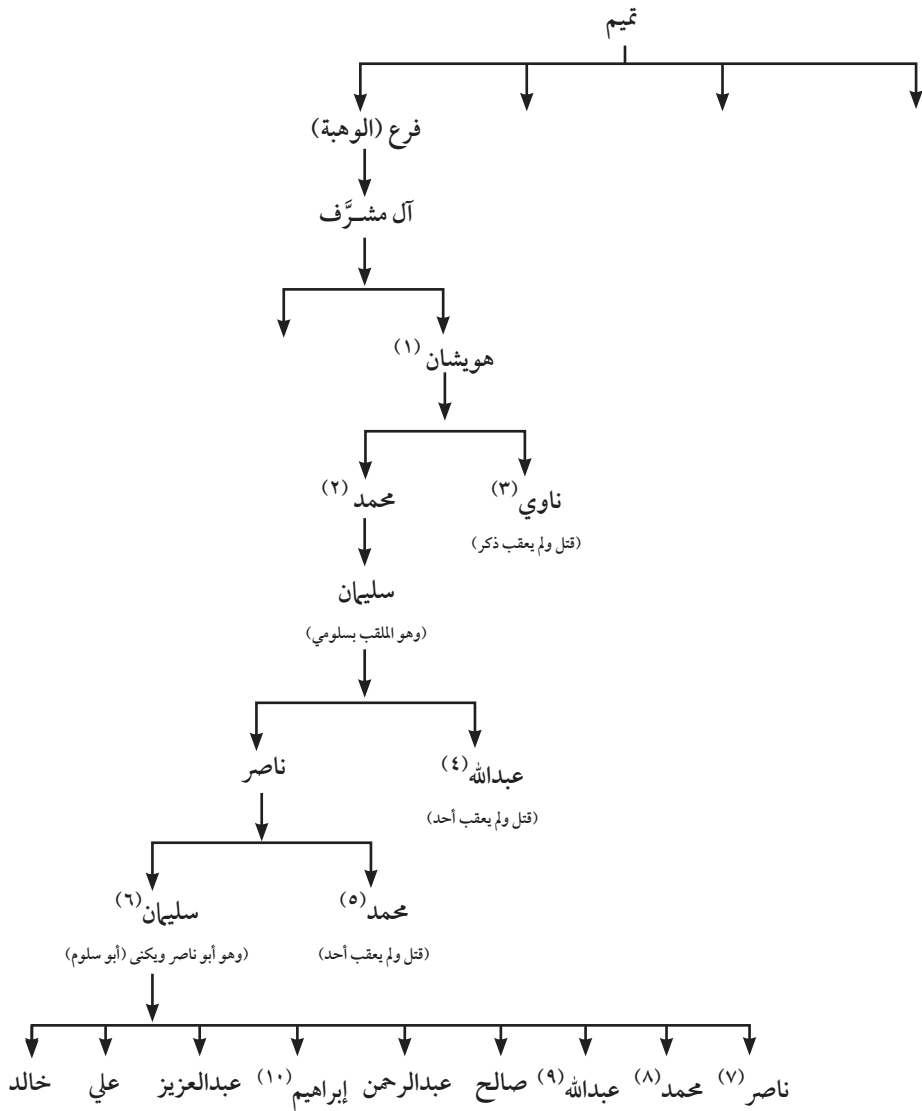 تميم
فرع (الوهبة)
آل مشـرَّف
هويشان (١)
ناوي (٣)
محمد (٢)
(قتل ولم يعقب ذكر)
سليمان
(وهو الملقب بسلومي)
عبدالله (٤)
ناصر
(قتل ولم يعقب أحد)
محمد (٥)
سليمان (٦)
(قتل ولم يعقب أحد)
(وهو أبو ناصر ويكنى (أبو سلوم)
ناصر (٧) محمد (٨) عبدالله (٩) صالح عبدالرحمن إبراهيم (١٠) عبدالعزيز علي خالد